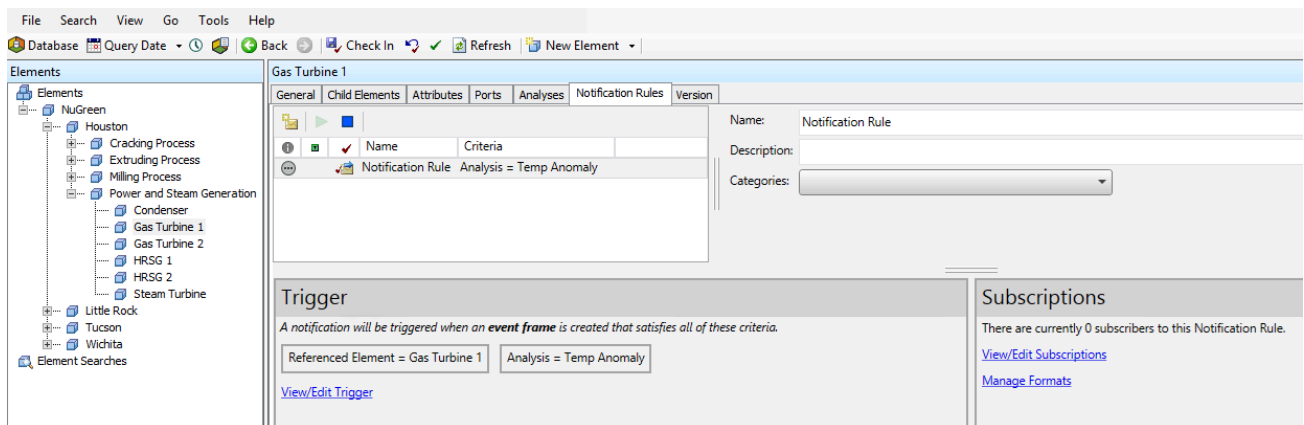 File Search View Go Tools Help
Database Query Date Back Check In Refresh New Element
Elements
Elements
NuGreen
Houston
Cracking Process
Extruding Process
Milling Process
Power and Steam Generation
Condenser
Gas Turbine 1
Gas Turbine 2
HRSG 1
HRSG 2
Steam Turbine
Little Rock
Tucson
Wichita
Element Searches
Gas Turbine 1
General Child Elements Attributes Ports Analyses Notification Rules Version
Name Criteria
Notification Rule Analysis = Temp Anomaly
Name: Notification Rule
Description:
Categories:
Trigger
A notification will be triggered when an event frame is created that satisfies all of these criteria.
Referenced Element = Gas Turbine 1 Analysis = Temp Anomaly
View/Edit Trigger
Subscriptions
There are currently 0 subscribers to this Notification Rule.
View/Edit Subscriptions
Manage Formats